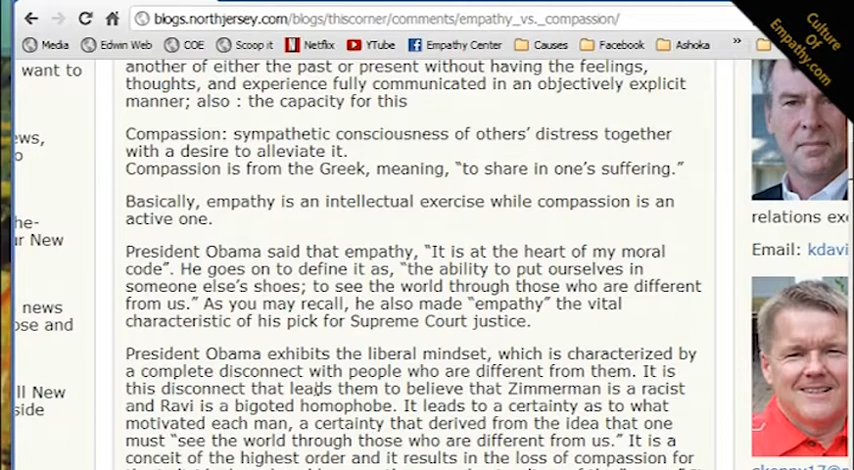 blogs.northjersey.com/blogs/thiscorner/comments/empathy_vs._compassion/
Media Edwin Web COE Scoop it Netflix YTube Empathy Center Causes Facebook Ashoka »
Culture
Of
Empathy.com
want to
ews,
o
he-
ur New
news
ose and
ll New
side
another of either the past or present without having the feelings,
thoughts, and experience fully communicated in an objectively explicit
manner; also : the capacity for this
Compassion: sympathetic consciousness of others’ distress together
with a desire to alleviate it.
Compassion is from the Greek, meaning, “to share in one’s suffering.”
Basically, empathy is an intellectual exercise while compassion is an
active one.
President Obama said that empathy, “It is at the heart of my moral
code”. He goes on to define it as, “the ability to put ourselves in
someone else’s shoes; to see the world through those who are different
from us.” As you may recall, he also made “empathy” the vital
characteristic of his pick for Supreme Court justice.
President Obama exhibits the liberal mindset, which is characterized by
a complete disconnect with people who are different from them. It is
this disconnect that leads them to believe that Zimmerman is a racist
and Ravi is a bigoted homophobe. It leads to a certainty as to what
motivated each man, a certainty that derived from the idea that one
must “see the world through those who are different from us.” It is a
conceit of the highest order and it results in the loss of compassion for
relations exe
Email: kdavi